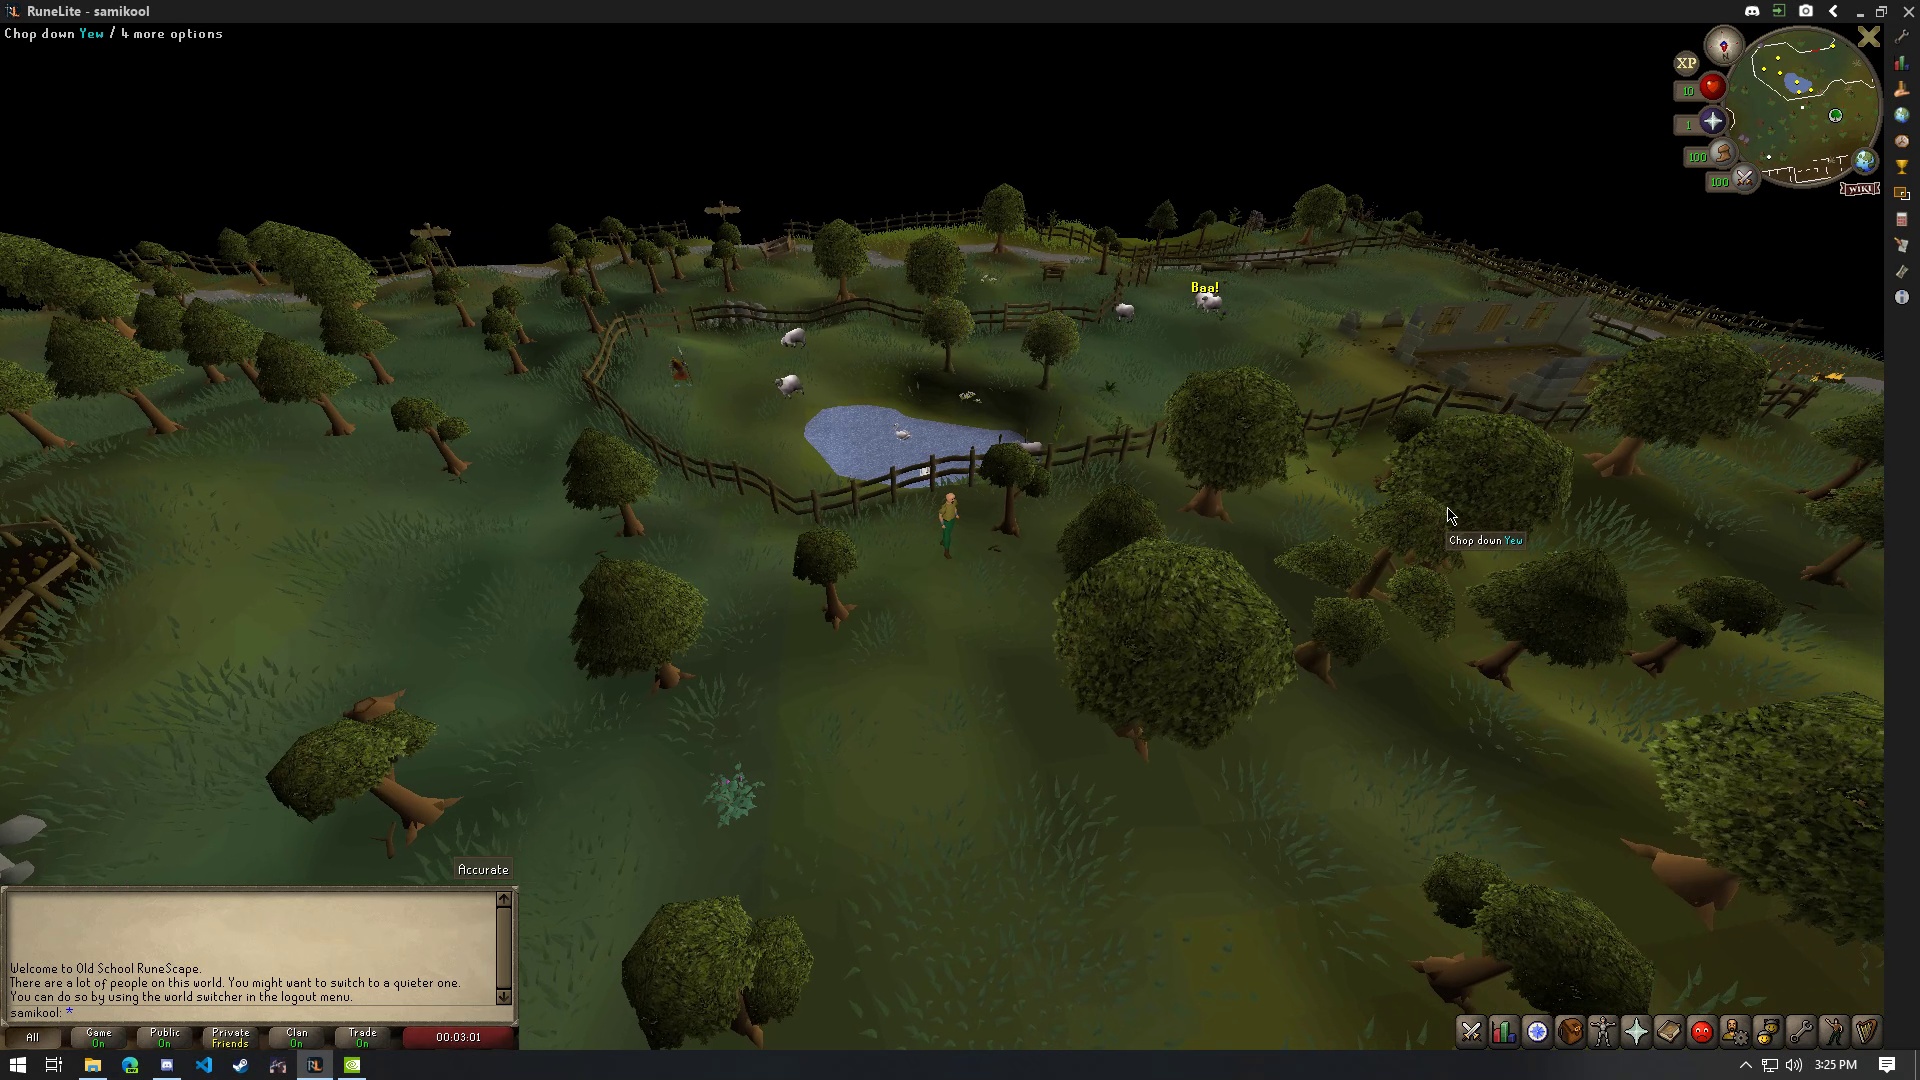 RuneLite - samikool
Chop down Yew / 4 more options
XP
10
1
100
100
WIKI
N
Baa!
Chop down Yew
Accurate
Welcome to Old School RuneScape.
There are a lot of people on this world. You might want to switch to a quieter one.
You can do so by using the world switcher in the logout menu.
samikool: *
All
Game
On
Public
On
Private
Friends
Clan
On
Trade
On
00:03:01
3:25 PM